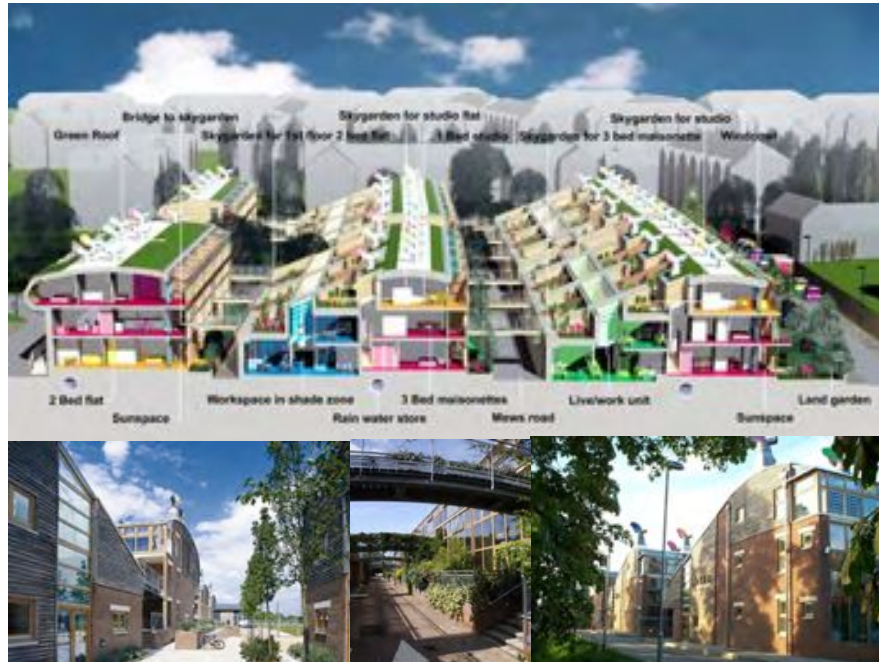 Bridge to skygarden
Skygarden for studio flat
Skygarden for studio
Green Roof
Skygarden for 1st floor 2 bed flat
1 Bed studio
Skygarden for 3 bed maisonette
Windcowl
2 Bed flat
Workspace in shade zone
3 Bed maisonettes
Live/work unit
Land garden
Sunspace
Rain water store
Mews road
Sunspace